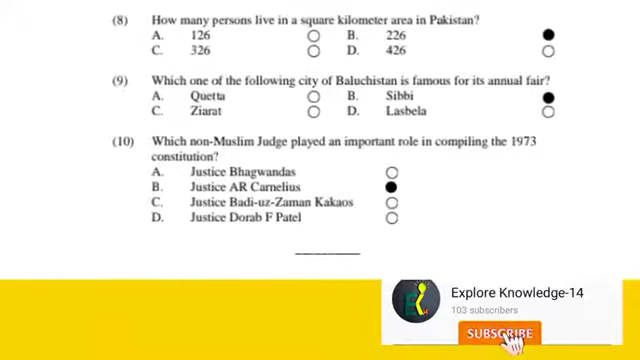 (8) How many persons live in a square kilometer area in Pakistan?
A. 126 B. 226
C. 326 D. 426
(9) Which one of the following city of Baluchistan is famous for its annual fair?
A. Quetta B. Sibbi
C. Ziarat D. Lasbela
(10) Which non-Muslim Judge played an important role in compiling the 1973
constitution?
A. Justice Bhagwandas
B. Justice AR Carnelius
C. Justice Badi-uz-Zaman Kakaos
D. Justice Dorab F Patel
Explore Knowledge-14
103 subscribers
SUBSCRIBE